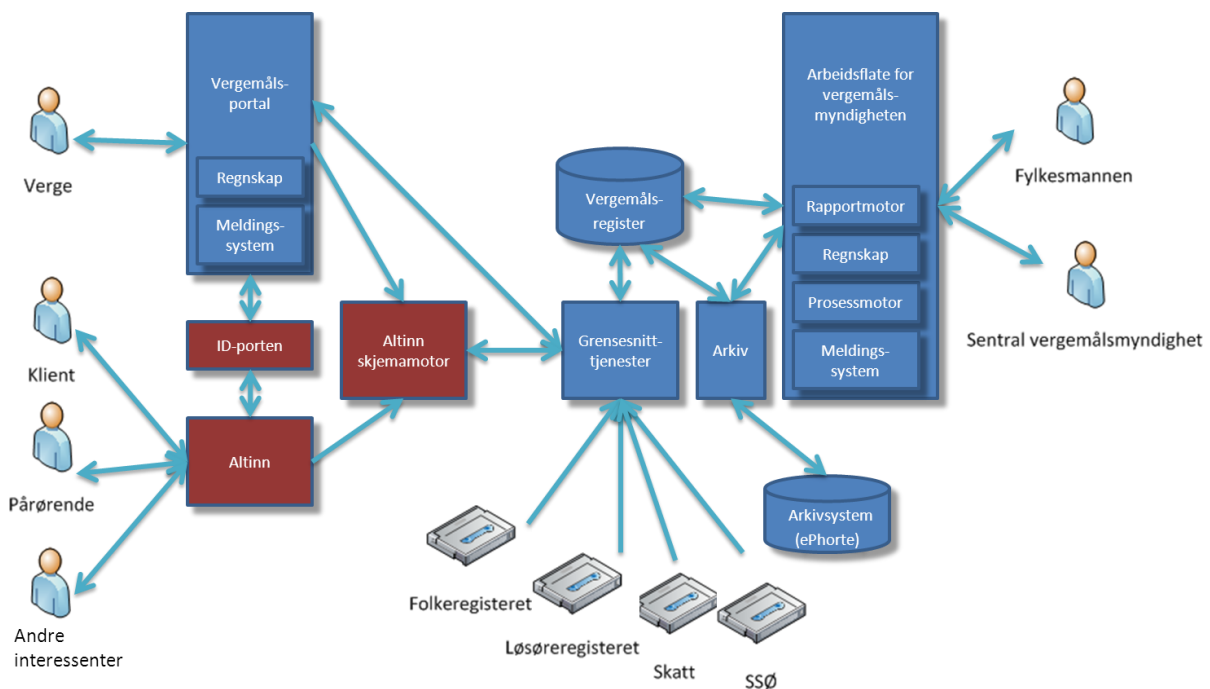 Vergemåls-
portal
Regnskap
Meldings-
system
Verge
Klient
Pårørende
Andre
interessenter
ID-porten
Altinn
Altinn
skjemamotor
Vergemåls-
register
Grensesnitt-
tjenester
Arkiv
Arbeidsflate for
vergemåls-
myndigheten
Rapportmotor
Regnskap
Prosessmotor
Meldings-
system
Fylkesmannen
Sentral vergemålsmyndighet
Arkivsystem
(ePhorte)
Folkeregisteret
Løsøreregisteret
Skatt
SSØ